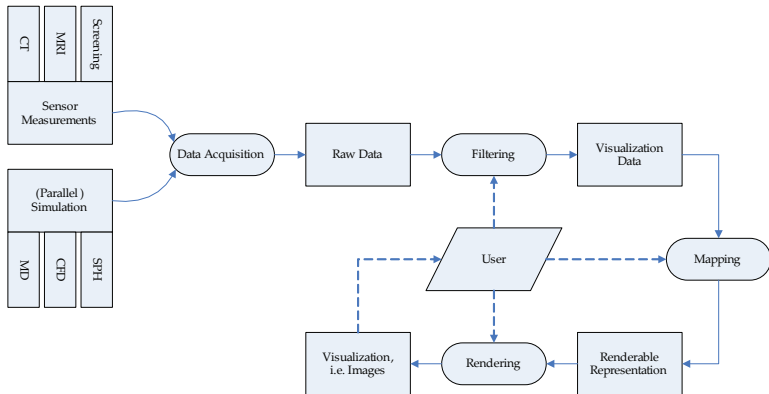 CT
MRI
Screening
Sensor
Measurements
(Parallel )
Simulation
MD
CFD
SPH
Data Acquisition
Raw Data
Filtering
Visualization
Data
User
Mapping
Visualization,
i.e. Images
Rendering
Renderable
Representation